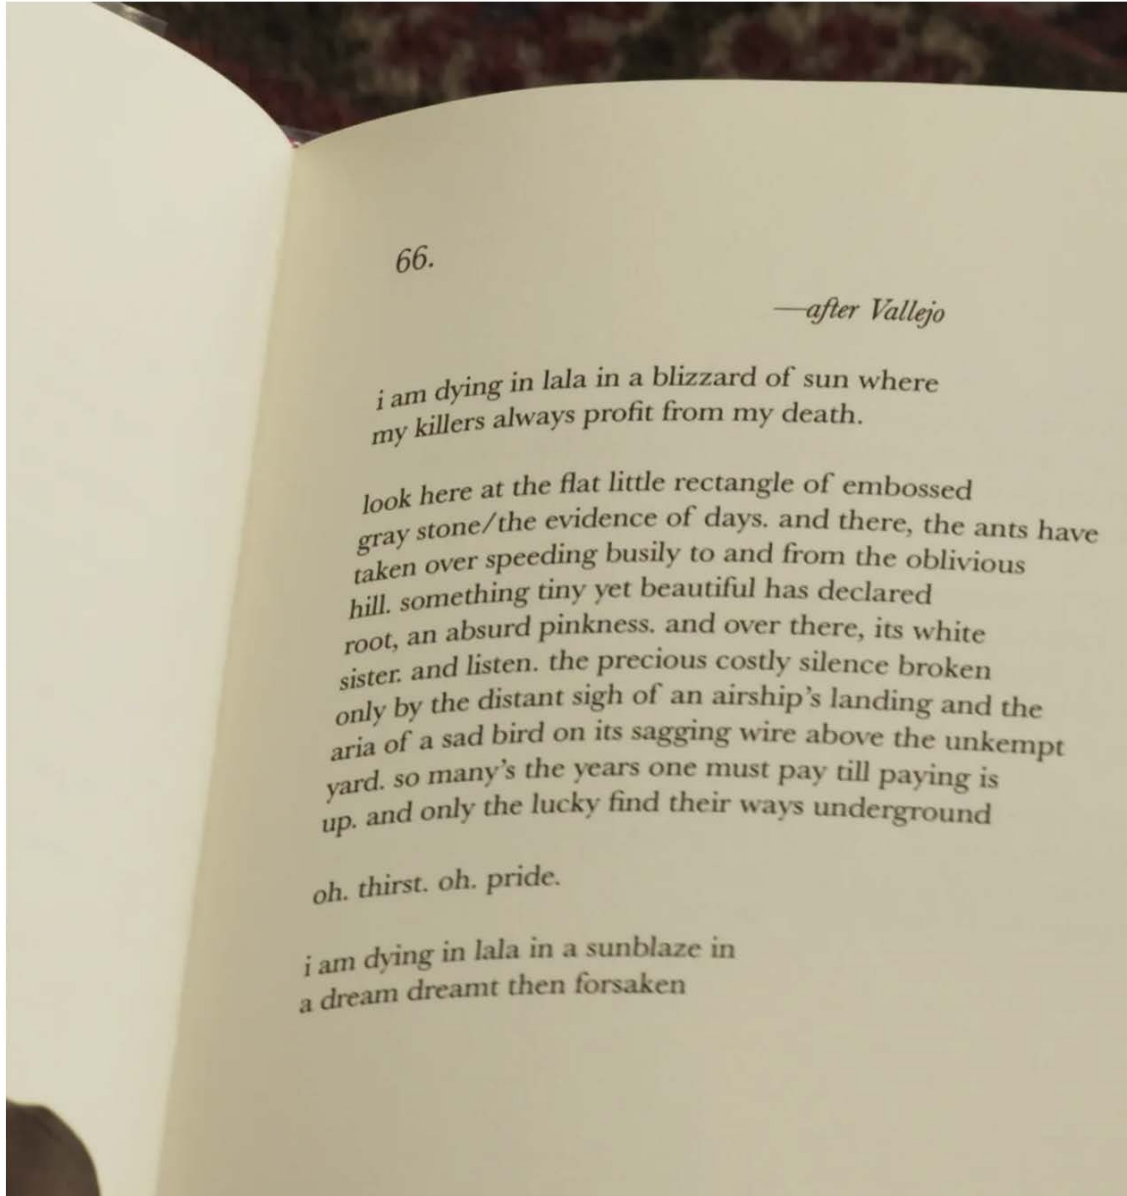 66.
—after Vallejo
i am dying in lala in a blizzard of sun where
my killers always profit from my death.
look here at the flat little rectangle of embossed
gray stone/the evidence of days. and there, the ants have
taken over speeding busily to and from the oblivious
hill. something tiny yet beautiful has declared
root, an absurd pinkness. and over there, its white
sister. and listen. the precious costly silence broken
only by the distant sigh of an airship's landing and the
aria of a sad bird on its sagging wire above the unkempt
yard. so many's the years one must pay till paying is
up. and only the lucky find their ways underground
oh. thirst. oh. pride.
i am dying in lala in a sunblaze in
a dream dreamt then forsaken